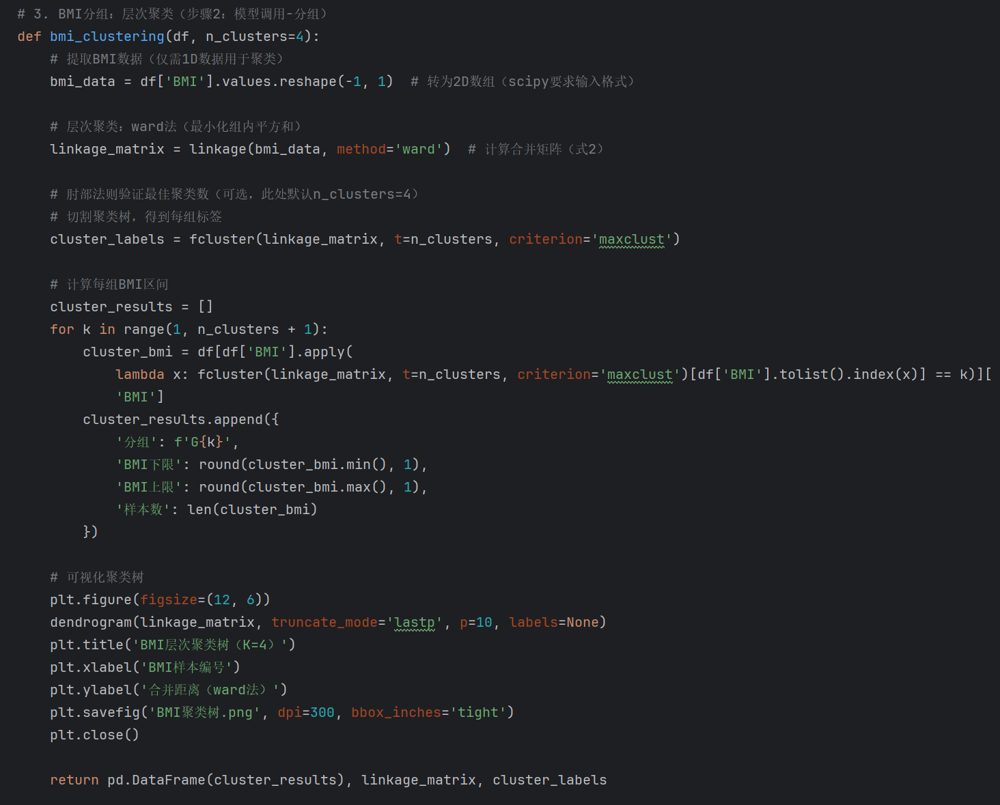 # 3. BMI分组：层次聚类（步骤2：模型调用-分组）
def bmi_clustering(df, n_clusters=4):
    # 提取BMI数据（仅需1D数据用于聚类）
    bmi_data = df['BMI'].values.reshape(-1, 1)  # 转为2D数组（scipy要求输入格式）

    # 层次聚类：ward法（最小化组内平方和）
    linkage_matrix = linkage(bmi_data, method='ward')  # 计算合并矩阵（式2）

    # 肘部法则验证最佳聚类数（可选，此处默认n_clusters=4）
    # 切割聚类树，得到每组标签
    cluster_labels = fcluster(linkage_matrix, t=n_clusters, criterion='maxclust')

    # 计算每组BMI区间
    cluster_results = []
    for k in range(1, n_clusters + 1):
        cluster_bmi = df[df['BMI'].apply(
            lambda x: fcluster(linkage_matrix, t=n_clusters, criterion='maxclust')[df['BMI'].tolist().index(x)] == k)][
            'BMI']
        cluster_results.append({
            '分组': f'G{k}',
            'BMI下限': round(cluster_bmi.min(), 1),
            'BMI上限': round(cluster_bmi.max(), 1),
            '样本数': len(cluster_bmi)
        })

    # 可视化聚类树
    plt.figure(figsize=(12, 6))
    dendrogram(linkage_matrix, truncate_mode='lastp', p=10, labels=None)
    plt.title('BMI层次聚类树（K=4）')
    plt.xlabel('BMI样本编号')
    plt.ylabel('合并距离（ward法）')
    plt.savefig('BMI聚类树.png', dpi=300, bbox_inches='tight')
    plt.close()

    return pd.DataFrame(cluster_results), linkage_matrix, cluster_labels